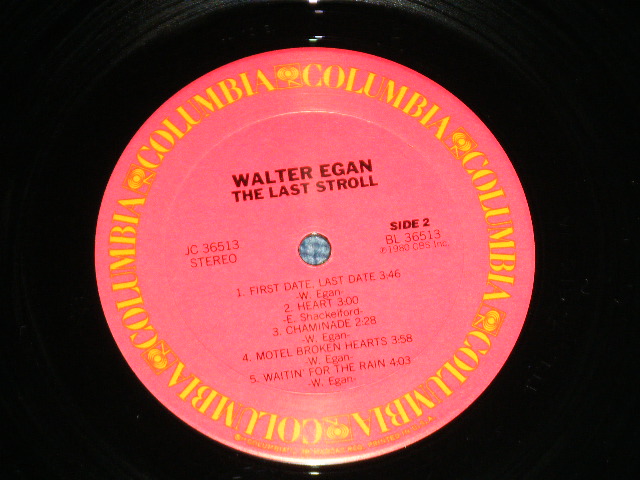 COLUMBIA COLUMBIA COLUMBIA COLUMBIA COLUMBIA COLUMBIA
WALTER EGAN
THE LAST STROLL
JC 36513
STEREO
SIDE 2
BL 36513
℗1980 CBS Inc.
1. FIRST DATE, LAST DATE 3:46
-W. Egan-
2. HEART 3:00
-E. Shackelford-
3. CHAMINADE 2:28
-W. Egan-
4. MOTEL BROKEN HEARTS 3:58
-W. Egan-
5. WAITIN' FOR THE RAIN 4:03
-W. Egan-